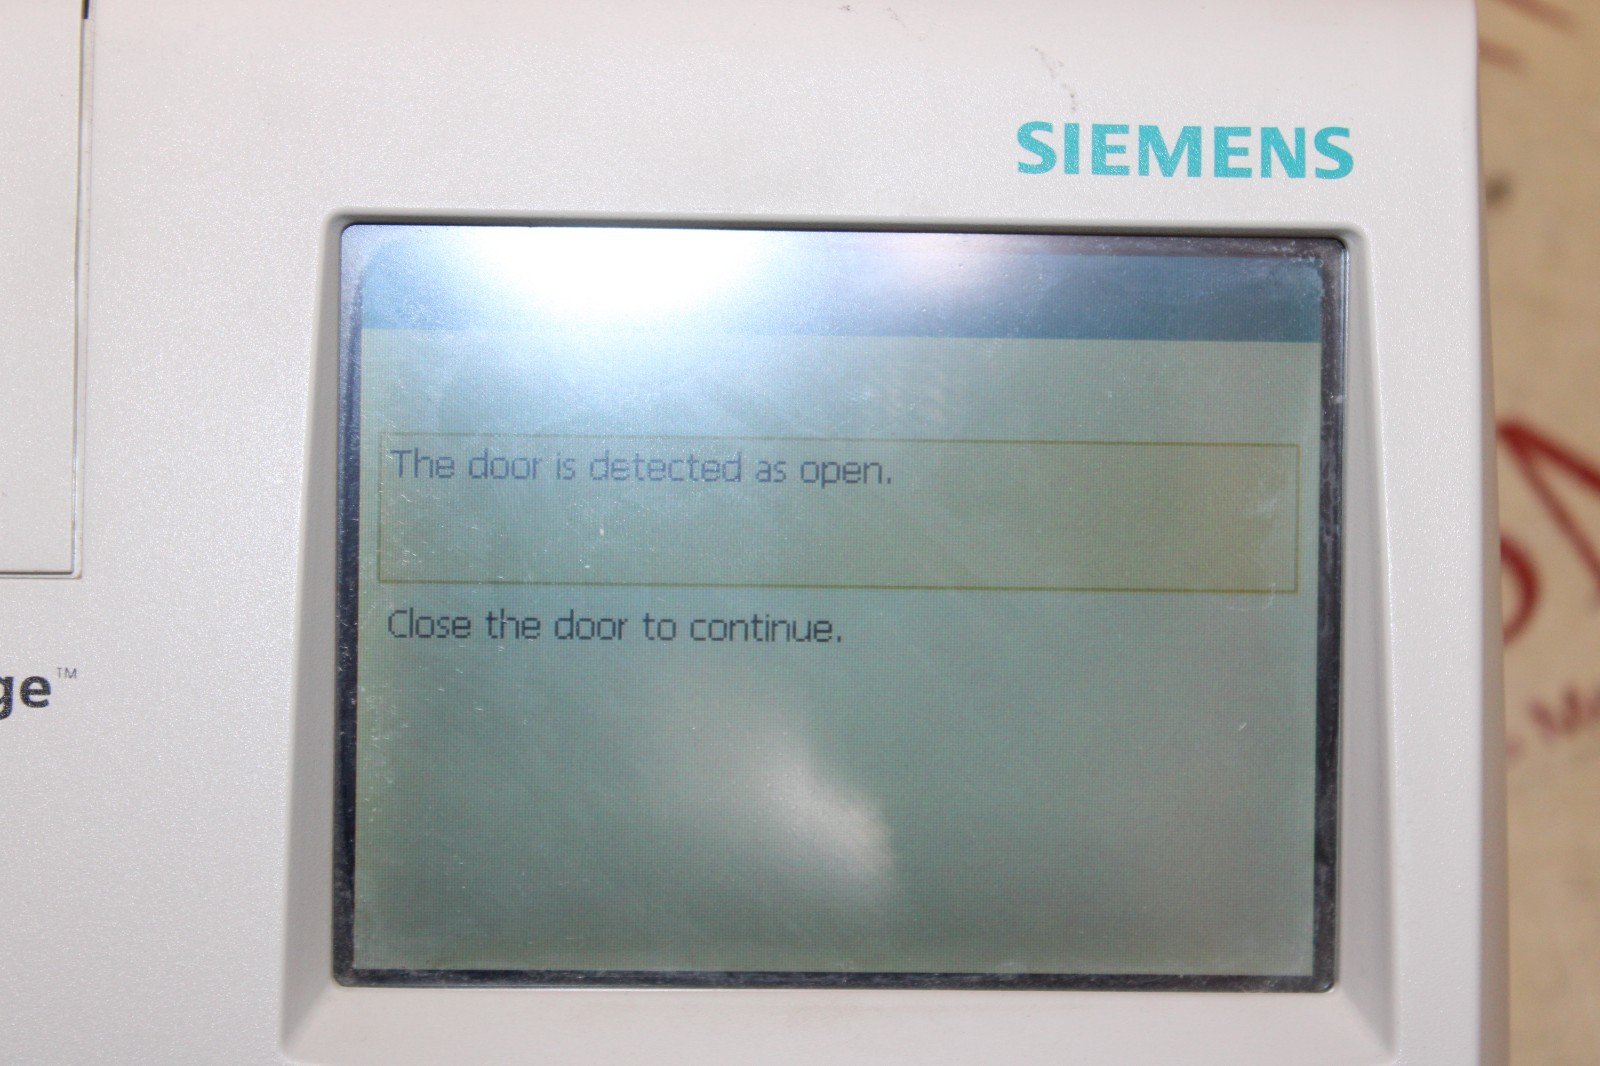 SIEMENS
The door is detected as open.
Close the door to continue.
ge™